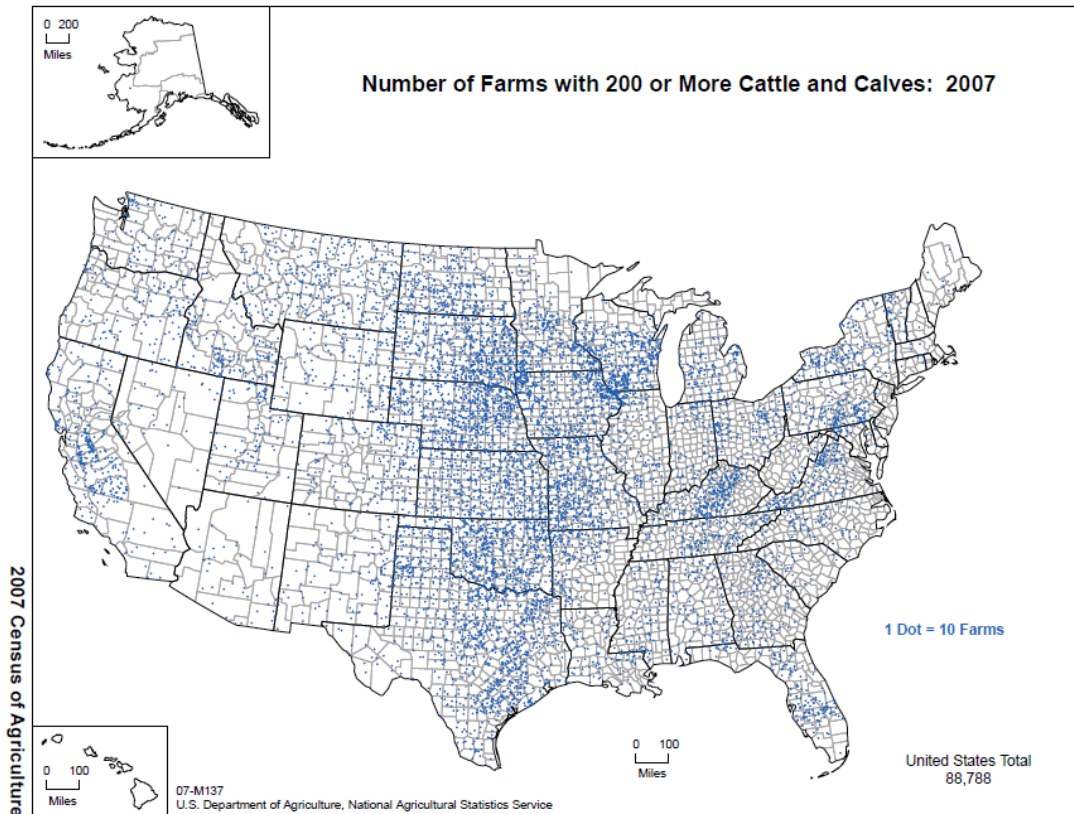 0 200
Miles
Number of Farms with 200 or More Cattle and Calves: 2007
2007 Census of Agriculture
1 Dot = 10 Farms
0 100
Miles
07-M137
U.S. Department of Agriculture, National Agricultural Statistics Service
0 100
Miles
United States Total
88,788